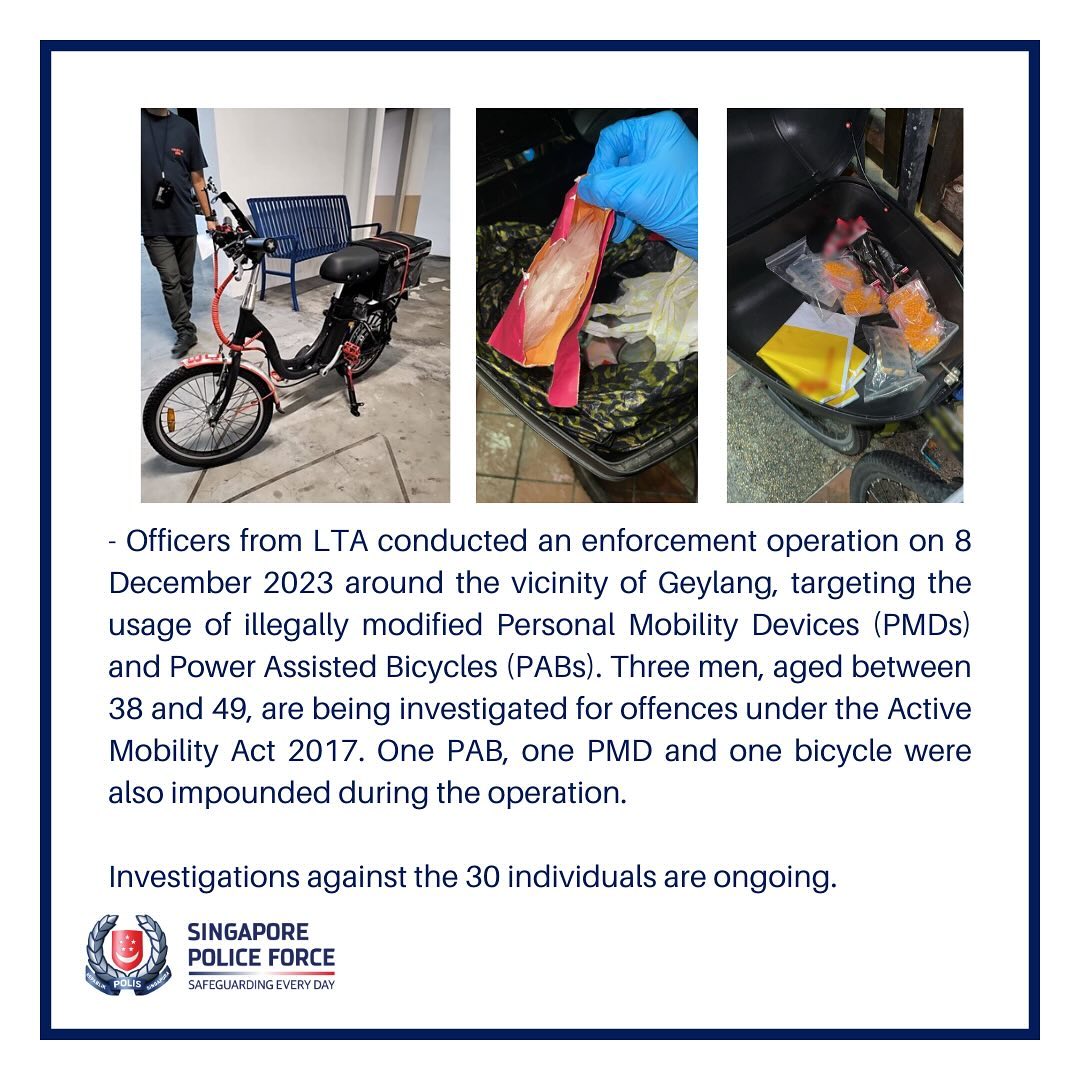 - Officers from LTA conducted an enforcement operation on 8
December 2023 around the vicinity of Geylang, targeting the
usage of illegally modified Personal Mobility Devices (PMDs)
and Power Assisted Bicycles (PABs). Three men, aged between
38 and 49, are being investigated for offences under the Active
Mobility Act 2017. One PAB, one PMD and one bicycle were
also impounded during the operation.
Investigations against the 30 individuals are ongoing.
SINGAPORE
POLICE FORCE
SAFEGUARDING EVERY DAY
REPUBLIK POLIS SINGAPURA